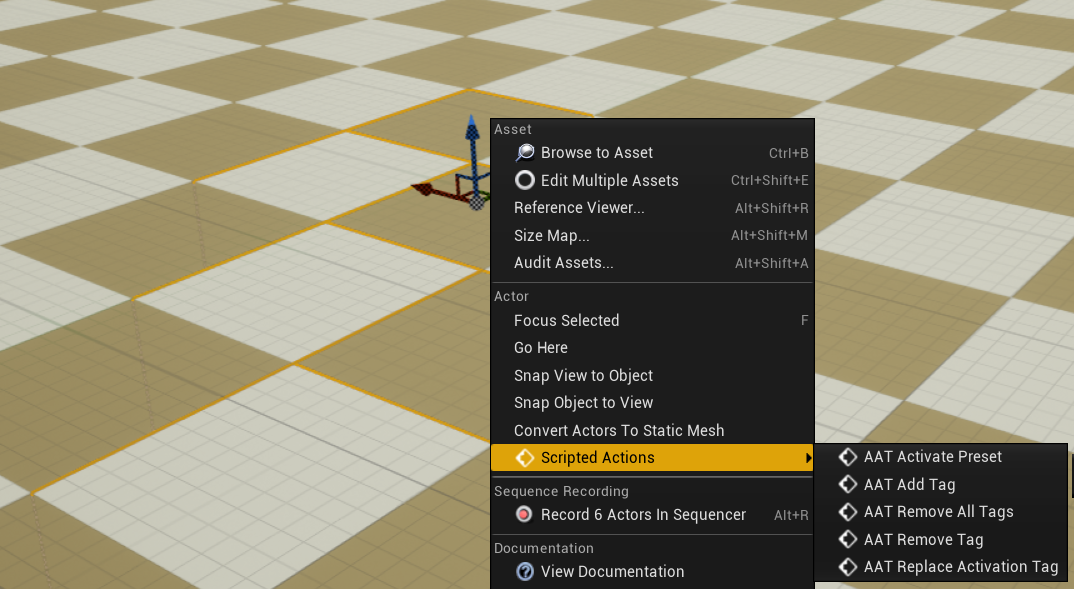 Asset
Browse to Asset Ctrl+B
Edit Multiple Assets Ctrl+Shift+E
Reference Viewer... Alt+Shift+R
Size Map... Alt+Shift+M
Audit Assets... Alt+Shift+A
Actor
Focus Selected F
Go Here
Snap View to Object
Snap Object to View
Convert Actors To Static Mesh
Scripted Actions
AAT Activate Preset
AAT Add Tag
AAT Remove All Tags
AAT Remove Tag
AAT Replace Activation Tag
Sequence Recording
Record 6 Actors In Sequencer Alt+R
Documentation
View Documentation